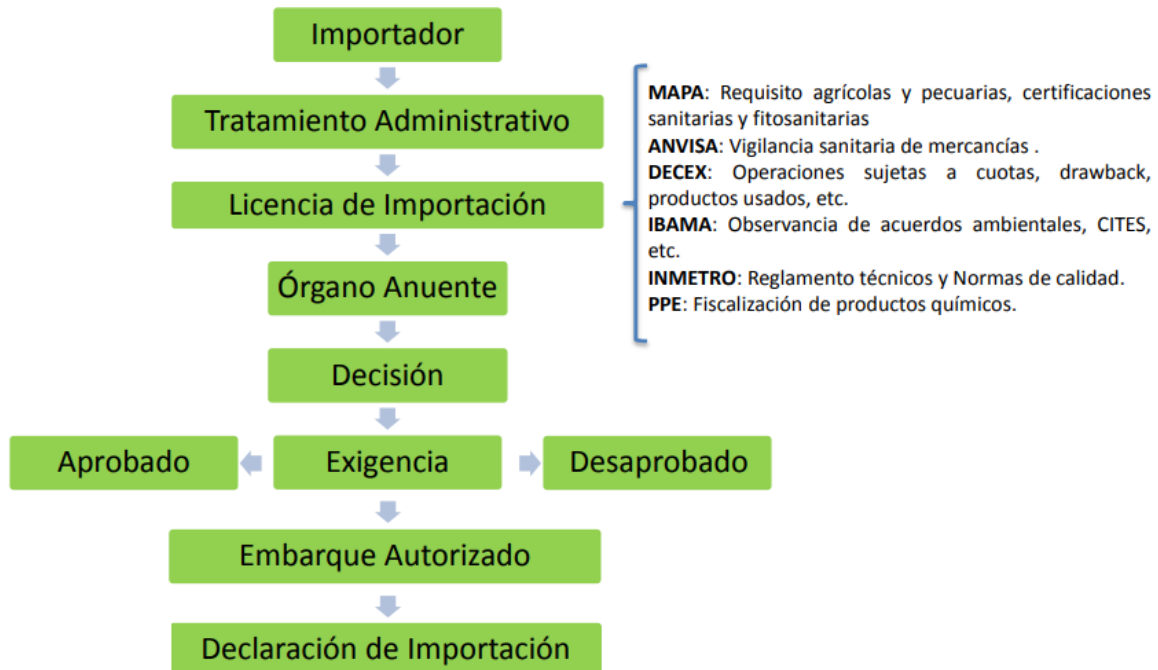 Importador
Tratamiento Administrativo
Licencia de Importación
Órgano Anuente
Decisión
Aprobado
Exigencia
Desaprobado
Embarque Autorizado
Declaración de Importación
MAPA: Requisito agrícolas y pecuarias, certificaciones
sanitarias y fitosanitarias
ANVISA: Vigilancia sanitaria de mercancías .
DECEX: Operaciones sujetas a cuotas, drawback,
productos usados, etc.
IBAMA: Observancia de acuerdos ambientales, CITES,
etc.
INMETRO: Reglamento técnicos y Normas de calidad.
PPE: Fiscalización de productos químicos.